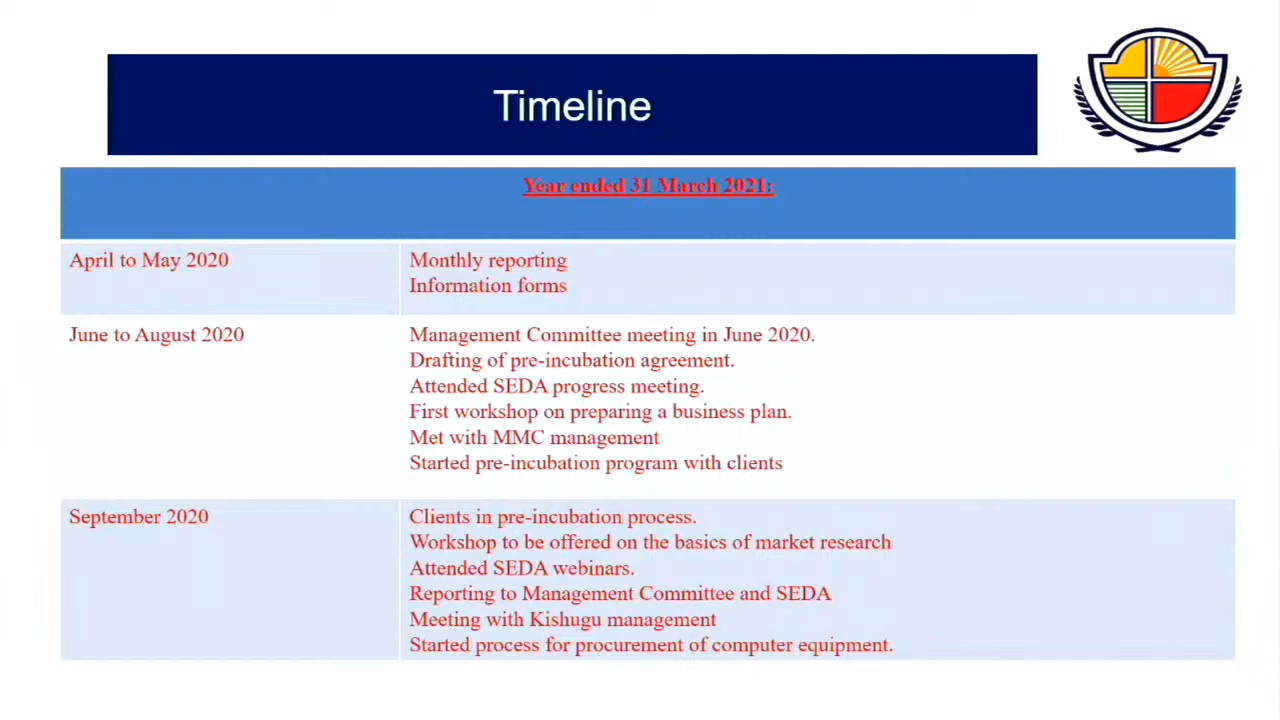 Timeline
Year ended 31 March 2021:
April to May 2020
Monthly reporting
Information forms
June to August 2020
Management Committee meeting in June 2020.
Drafting of pre-incubation agreement.
Attended SEDA progress meeting.
First workshop on preparing a business plan.
Met with MMC management
Started pre-incubation program with clients
September 2020
Clients in pre-incubation process.
Workshop to be offered on the basics of market research
Attended SEDA webinars.
Reporting to Management Committee and SEDA
Meeting with Kishugu management
Started process for procurement of computer equipment.